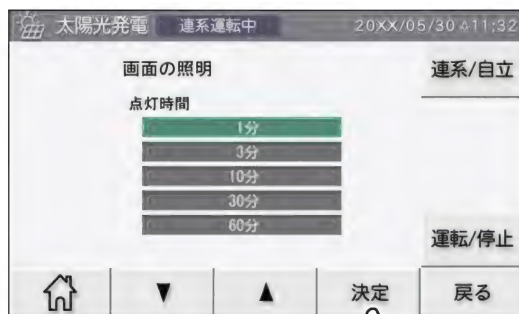 太陽光発電 連系運転中 20XX/05/30 11:32
画面の照明
連系/自立
点灯時間
1分
3分
10分
30分
60分
運転/停止
▼ ▲ 決定 戻る